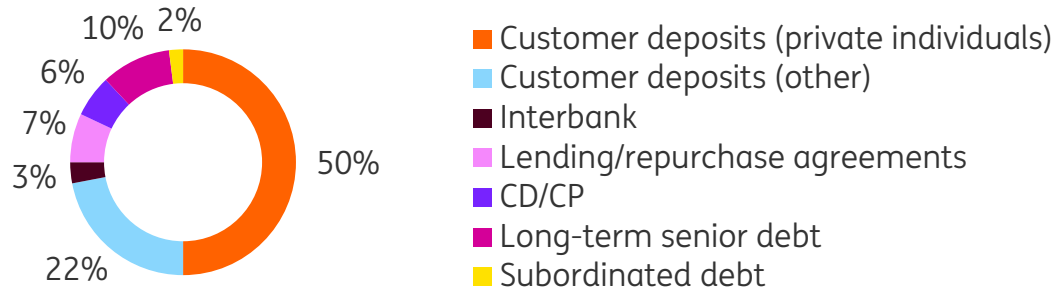 10% 2%
6%
7%
3%
22%
50%
Customer deposits (private individuals)
Customer deposits (other)
Interbank
Lending/repurchase agreements
CD/CP
Long-term senior debt
Subordinated debt